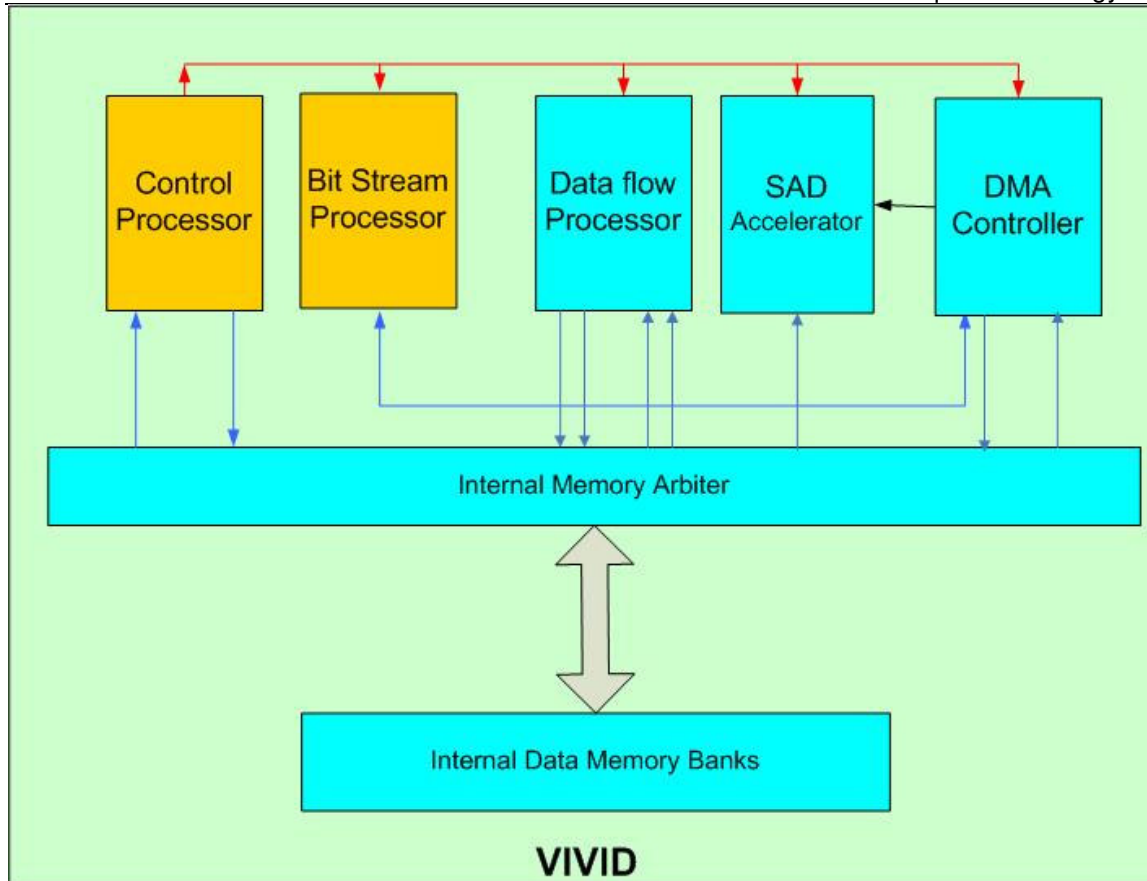 Control
Processor
Bit Stream
Processor
Data flow
Processor
SAD
Accelerator
DMA
Controller
Internal Memory Arbiter
Internal Data Memory Banks
VIVID